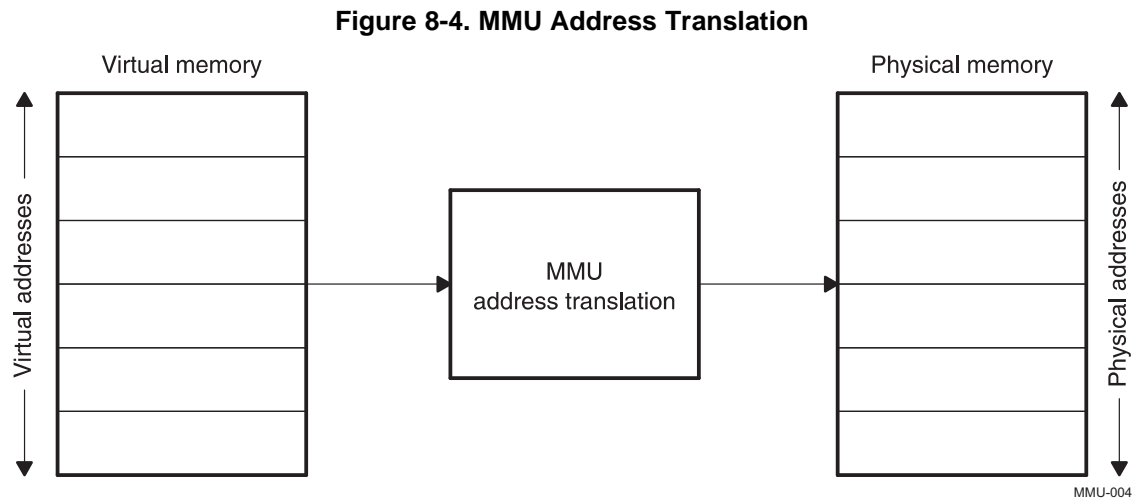 Figure 8-4. MMU Address Translation
Virtual memory
Physical memory
Virtual addresses
MMU
address translation
Physical addresses
MMU-004